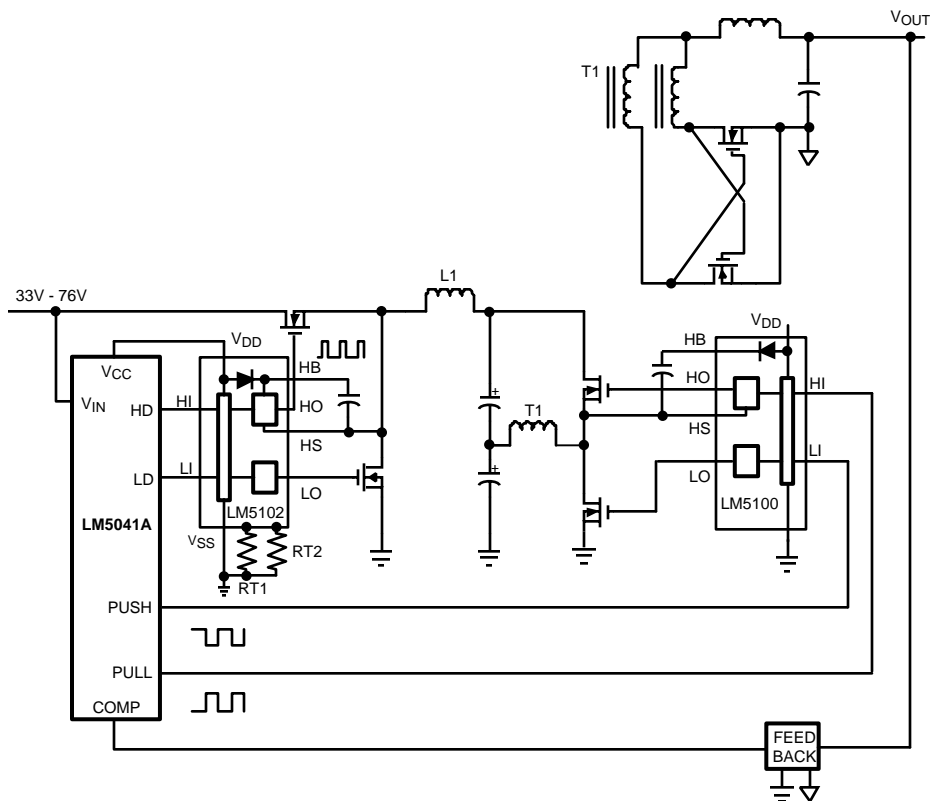 VOUT
T1
L1
33V - 76V
VDD
VDD
HB
HB
VCC
VIN
HD
HI
HO
HO
HI
HS
HS
LD
LI
LO
LO
LI
LM5041A
LM5102
LM5100
VSS
RT2
RT1
T1
PUSH
PULL
COMP
FEED
BACK
+
+